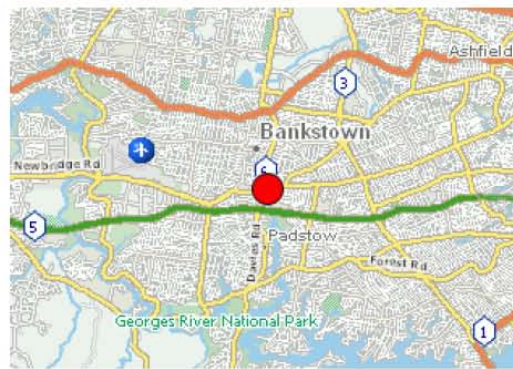 Ashfield
3
Bankstown
Newbridge Rd
6
5
Padstow
Davies Rd
Forest Rd
Georges River National Park
1